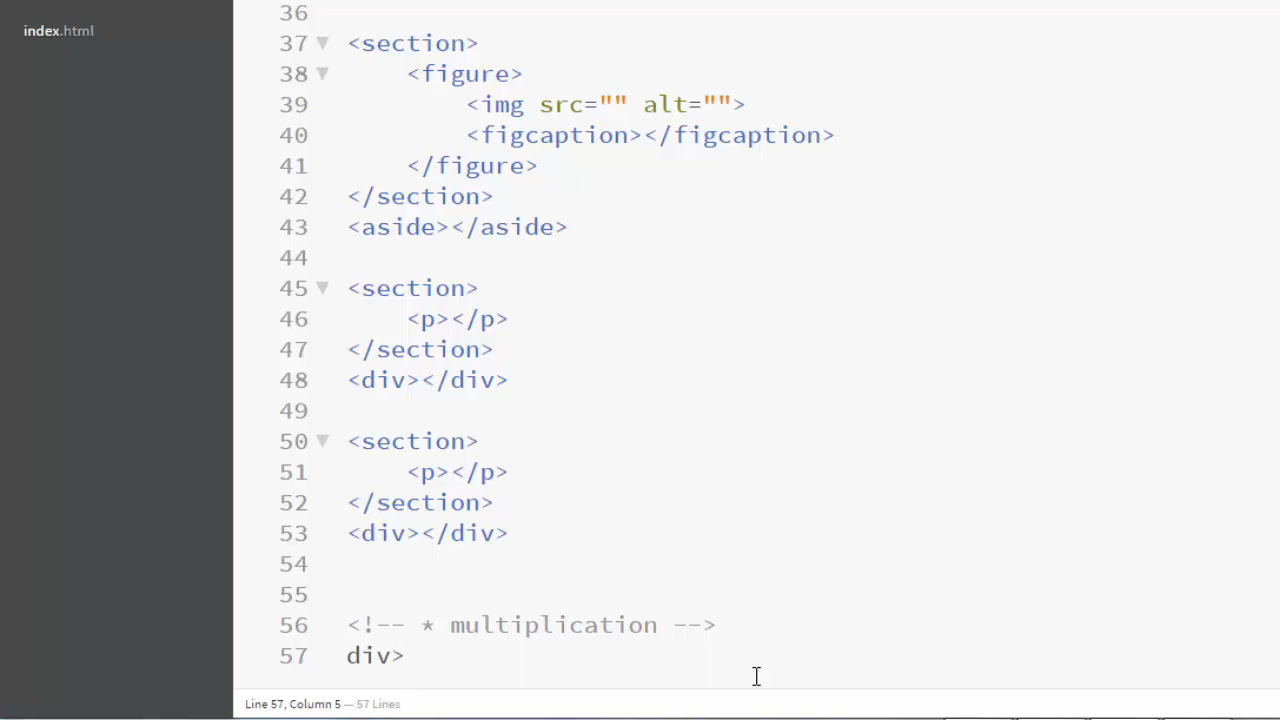 index.html
36
37 <section>
38 <figure>
39 <img src="" alt="">
40 <figcaption></figcaption>
41 </figure>
42 </section>
43 <aside></aside>
44
45 <section>
46 <p></p>
47 </section>
48 <div></div>
49
50 <section>
51 <p></p>
52 </section>
53 <div></div>
54
55
56 <!-- * multiplication -->
57 div>
Line 57, Column 5 — 57 Lines